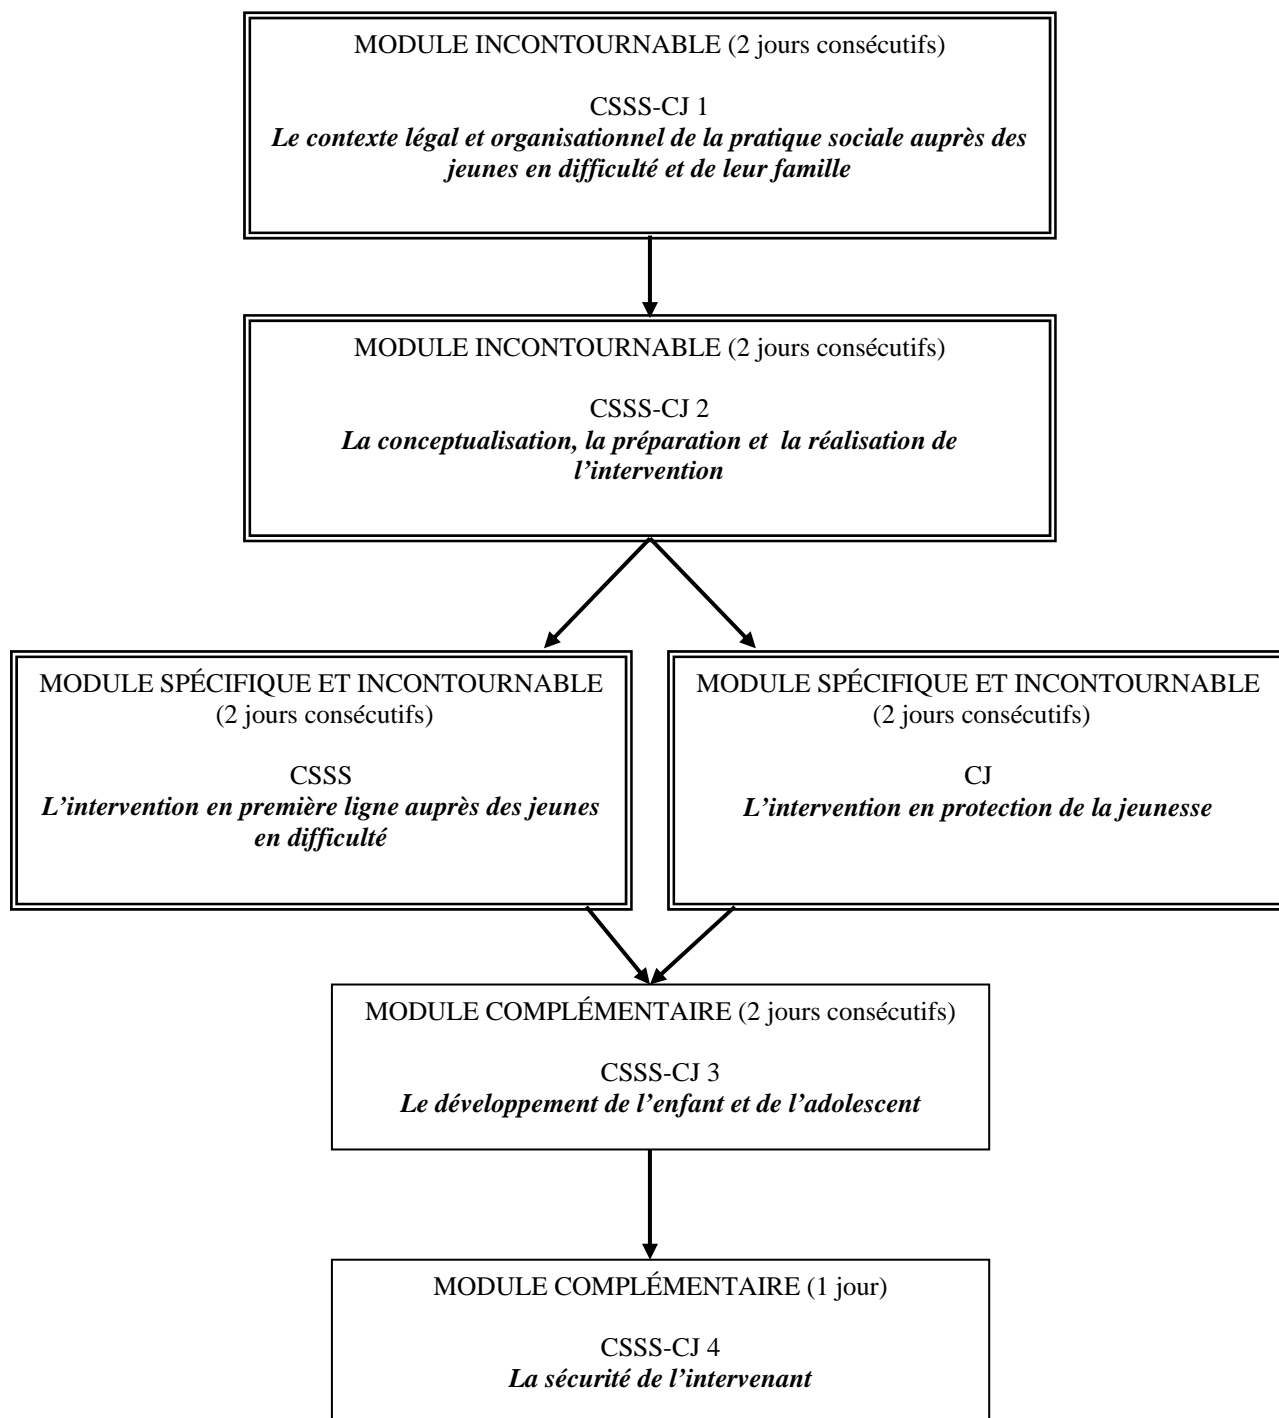 MODULE INCONTOURNABLE (2 jours consécutifs)
CSSS-CJ 1
Le contexte légal et organisationnel de la pratique sociale auprès des
jeunes en difficulté et de leur famille
MODULE INCONTOURNABLE (2 jours consécutifs)
CSSS-CJ 2
La conceptualisation, la préparation et  la réalisation de
l’intervention
MODULE SPÉCIFIQUE ET INCONTOURNABLE
(2 jours consécutifs)
CSSS
L’intervention en première ligne auprès des jeunes
en difficulté
MODULE SPÉCIFIQUE ET INCONTOURNABLE
(2 jours consécutifs)
CJ
L’intervention en protection de la jeunesse
MODULE COMPLÉMENTAIRE (2 jours consécutifs)
CSSS-CJ 3
Le développement de l’enfant et de l’adolescent
MODULE COMPLÉMENTAIRE (1 jour)
CSSS-CJ 4
La sécurité de l’intervenant